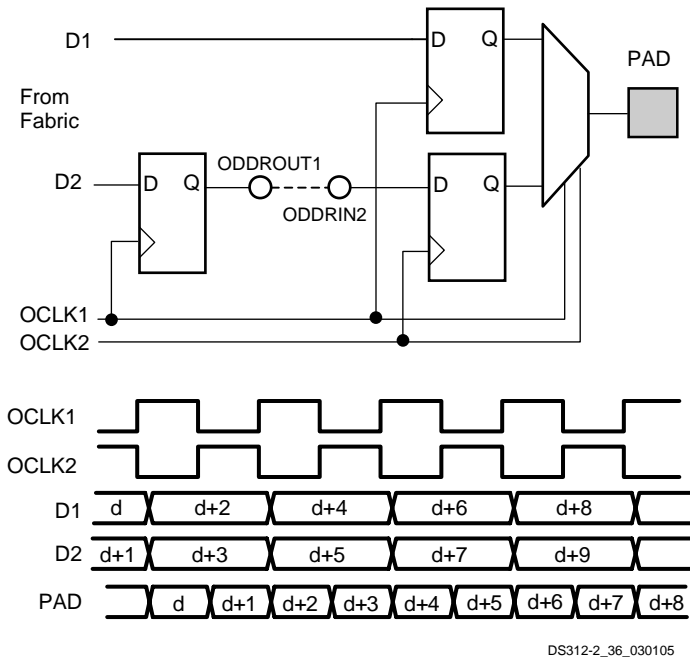 D1
D Q
PAD
From
Fabric
D2
D Q
ODDROUT1
ODDRIN2
D Q
OCLK1
OCLK2
OCLK1
OCLK2
D1 d d+2 d+4 d+6 d+8
D2 d+1 d+3 d+5 d+7 d+9
PAD d d+1 d+2 d+3 d+4 d+5 d+6 d+7 d+8
DS312-2_36_030105